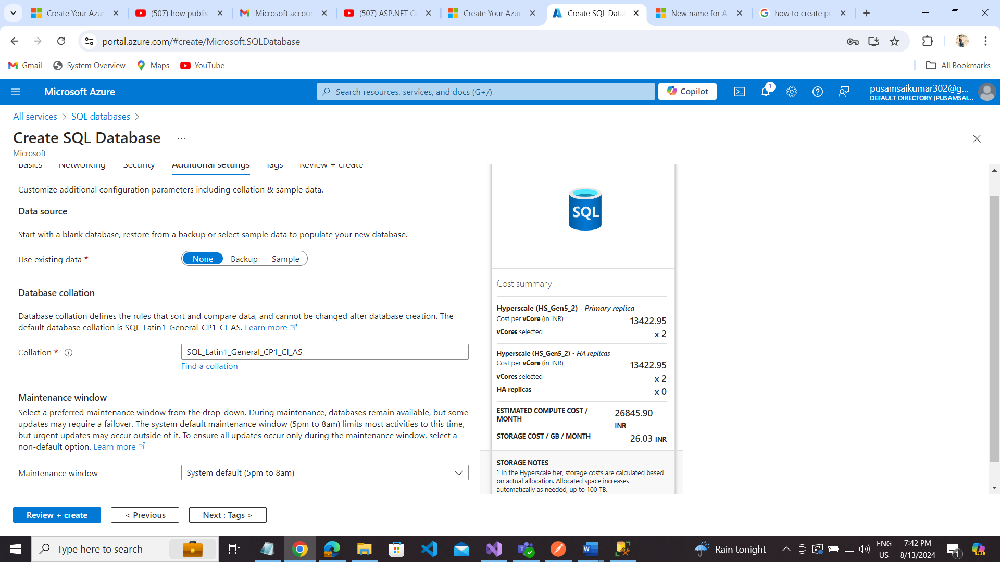 Create Your Azur
(507) how publis
Microsoft accour
(507) ASP.NET Co
Create Your Azur
Create SQL Data
New name for A
how to create pu
portal.azure.com/#create/Microsoft.SQLDatabase
Gmail
System Overview
Maps
YouTube
All Bookmarks
Microsoft Azure
Search resources, services, and docs (G+/)
Copilot
1
pusamsaikumar302@g...
DEFAULT DIRECTORY (PUSAMSAI...
All services
SQL databases
Create SQL Database
...
Microsoft
Basics
Networking
Security
Additional settings
Tags
Review + create
Customize additional configuration parameters including collation & sample data.
Data source
Start with a blank database, restore from a backup or select sample data to populate your new database.
Use existing data *
None
Backup
Sample
Database collation
Database collation defines the rules that sort and compare data, and cannot be changed after database creation. The
default database collation is SQL_Latin1_General_CP1_CI_AS. Learn more
Collation *
SQL_Latin1_General_CP1_CI_AS
Find a collation
Maintenance window
Select a preferred maintenance window from the drop-down. During maintenance, databases remain available, but some
updates may require a failover. The system default maintenance window (5pm to 8am) limits most activities to this time,
but urgent updates may occur outside of it. To ensure all updates occur only during the maintenance window, select a
non-default option. Learn more
Maintenance window
System default (5pm to 8am)
SQL
Cost summary
Hyperscale (HS_Gen5_2) - Primary replica
Cost per vCore (in INR)
13422.95
vCores selected
x 2
Hyperscale (HS_Gen5_2) - HA replicas
Cost per vCore (in INR)
13422.95
vCores selected
x 2
HA replicas
x 0
ESTIMATED COMPUTE COST /
MONTH
26845.90
INR
STORAGE COST / GB / MONTH
26.03 INR
STORAGE NOTES
¹ In the Hyperscale tier, storage costs are calculated based
on actual allocation. Allocated space increases
automatically as needed, up to 100 TB.
Review + create
< Previous
Next : Tags >
Type here to search
Rain tonight
ENG
US
7:42 PM
8/13/2024
1
PRE